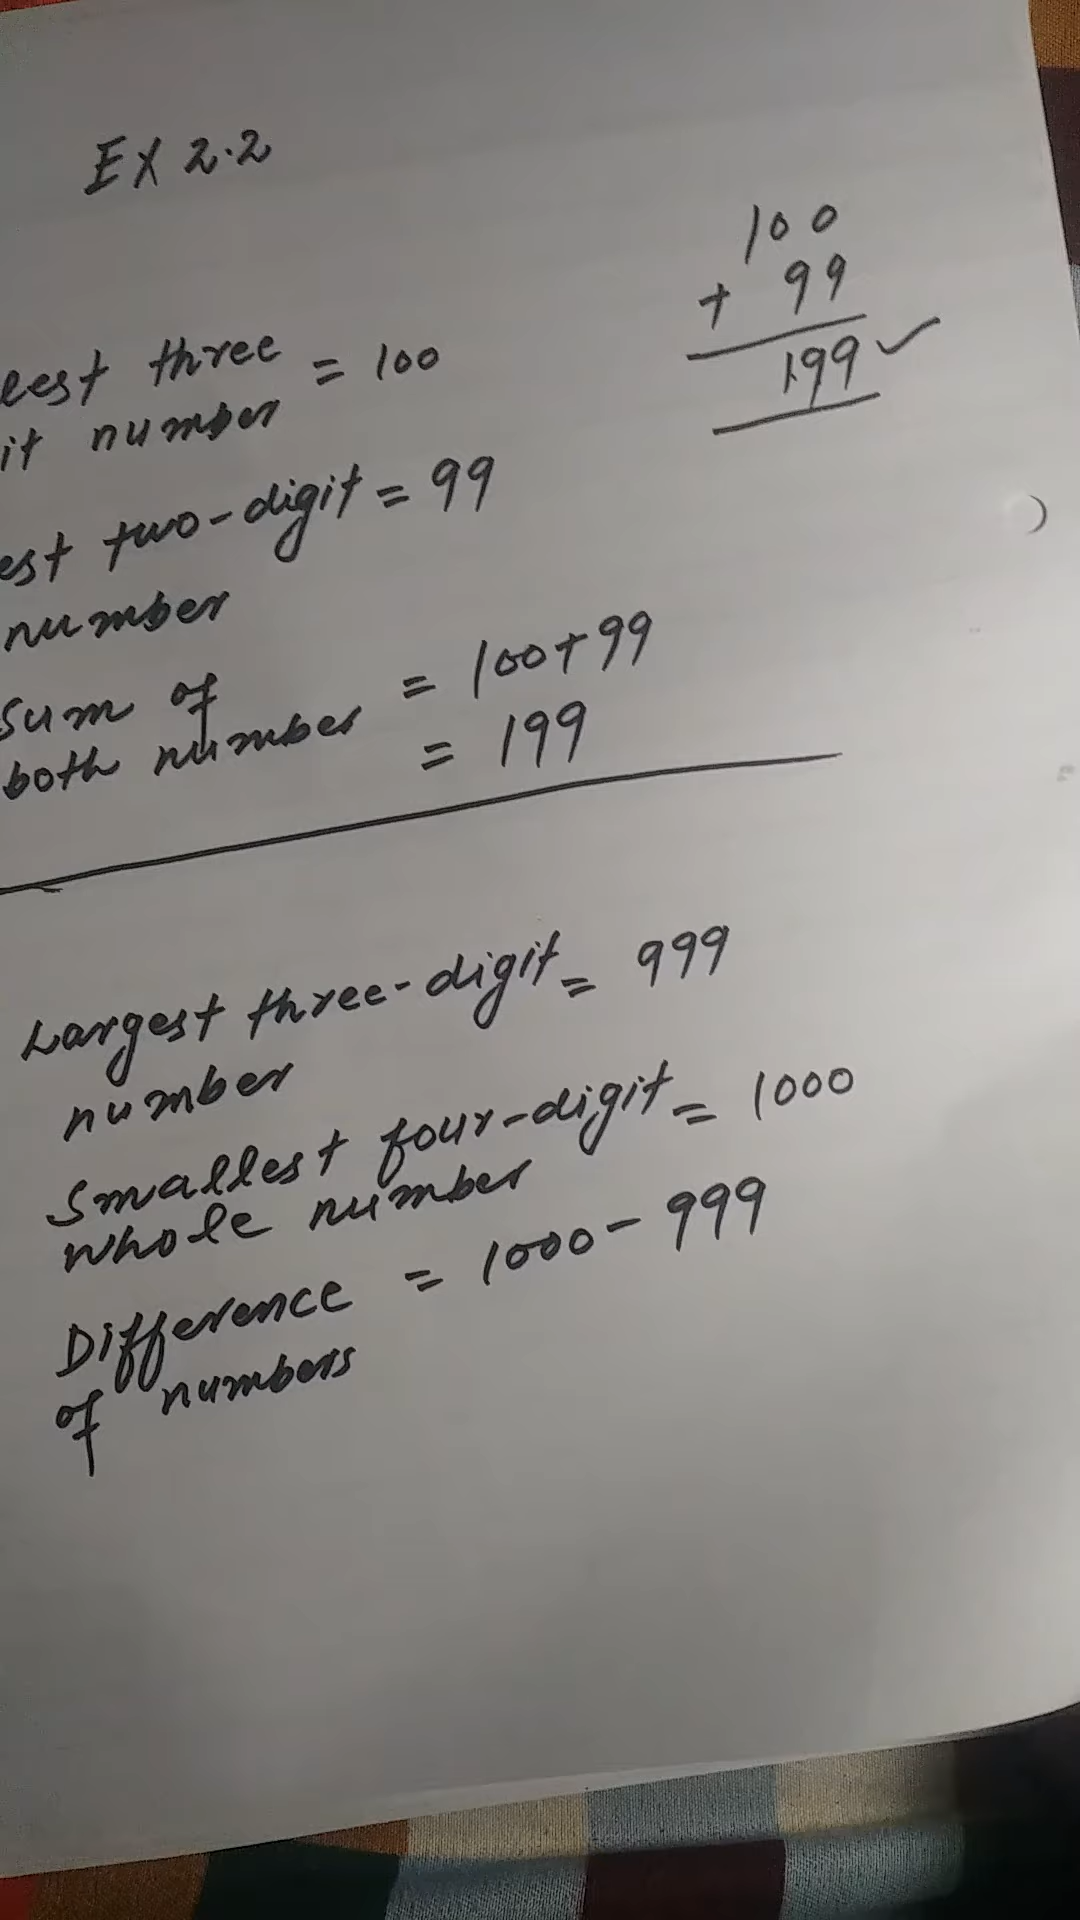 EX 2.2
100
+ 99
199 ✓
lest three = 100
it number
est two-digit = 99
number
Sum of
both number = 100+99
= 199
Largest three-digit = 999
number
Smallest four-digit = 1000
whole number
Difference = 1000-999
of numbers